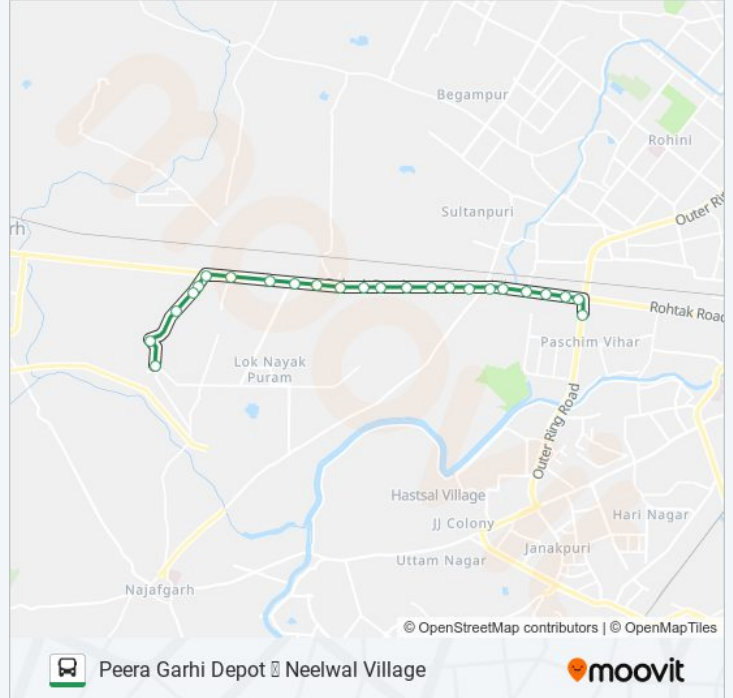 Begampur
Rohini
Sultanpuri
Outer Rin
rh
Rohtak Road
Paschim Vihar
Lok Nayak
Puram
Outer Ring Road
Hastsal Village
Hari Nagar
JJ Colony
Janakpuri
Uttam Nagar
Najafgarh
© OpenStreetMap contributors | © OpenMapTiles
Peera Garhi Depot Neelwal Village
moovit